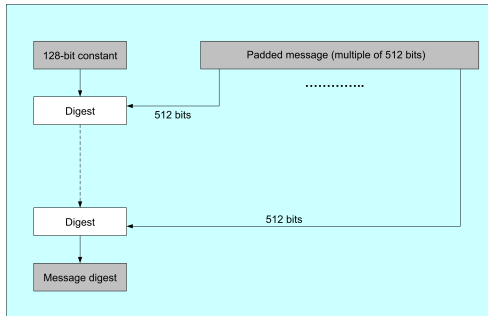 128-bit constant
Padded message (multiple of 512 bits)
Digest
512 bits
Digest
512 bits
Message digest